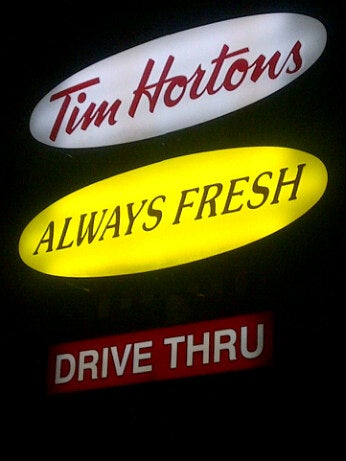 Tim Hortons
ALWAYS FRESH
DRIVE THRU